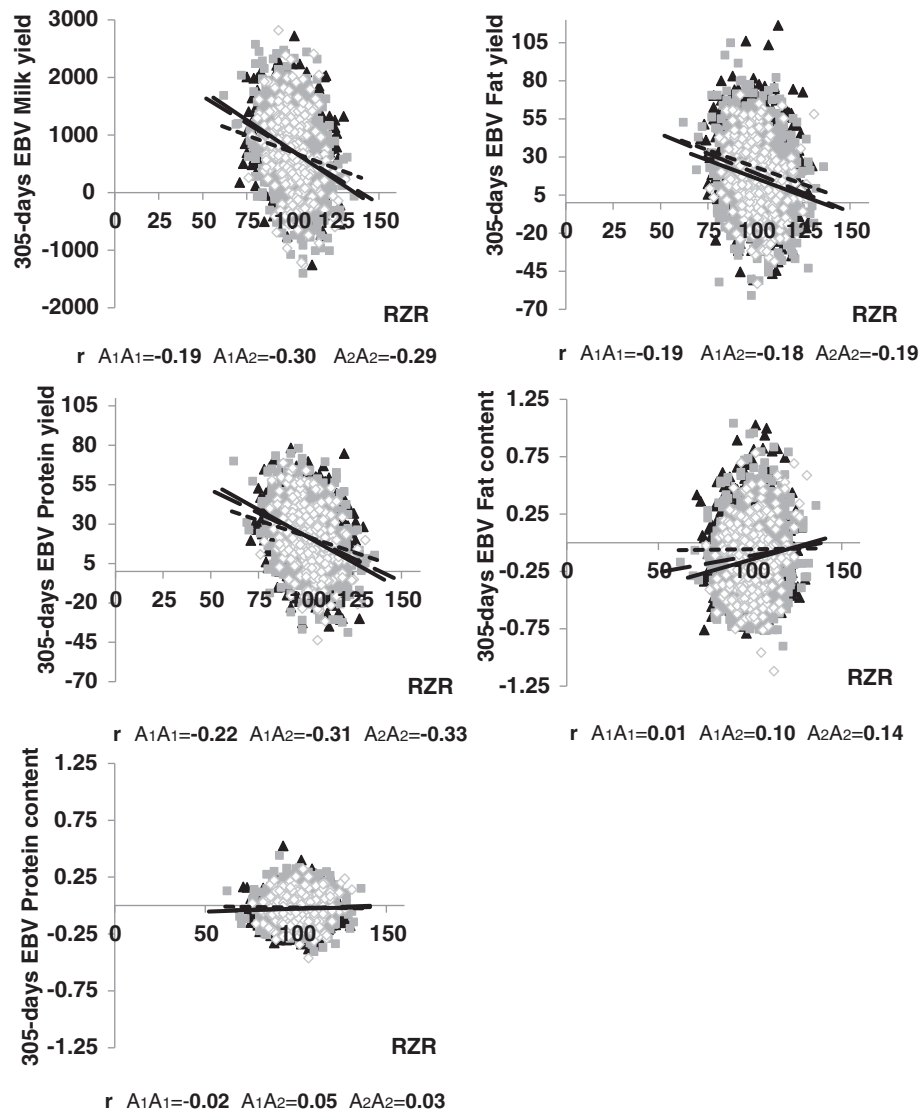 305-days EBV Milk yield
3000
2000
1000
0
-1000
-2000
0 25 50 75 100 125 150
RZR
r A1A1=-0.19 A1A2=-0.30 A2A2=-0.29
305-days EBV Fat yield
105
80
55
30
5
-20
-45
-70
0 25 50 75 100 125 150
RZR
r A1A1=-0.19 A1A2=-0.18 A2A2=-0.19
305-days EBV Protein yield
105
80
55
30
5
-20
-45
-70
0 25 50 75 100 125 150
RZR
r A1A1=-0.22 A1A2=-0.31 A2A2=-0.33
305-days EBV Fat content
1.25
0.75
0.25
-0.25
-0.75
-1.25
0 50 100 150
RZR
r A1A1=0.01 A1A2=0.10 A2A2=0.14
305-days EBV Protein content
1.25
0.75
0.25
-0.25
-0.75
-1.25
0 50 100 150
RZR
r A1A1=-0.02 A1A2=0.05 A2A2=0.03